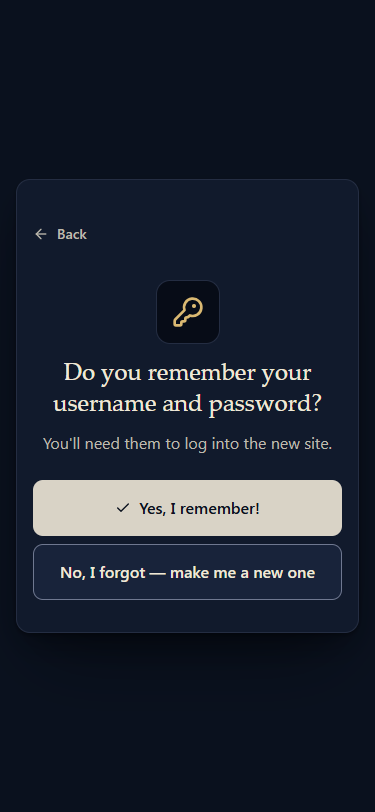 Back
Do you remember your
username and password?
You'll need them to log into the new site.
Yes, I remember!
No, I forgot — make me a new one